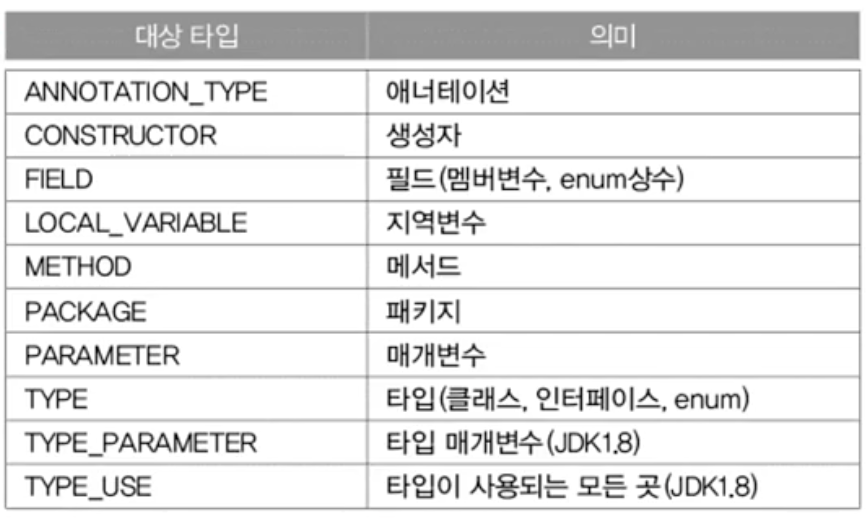 대상 타입 의미
ANNOTATION_TYPE 애너테이션
CONSTRUCTOR 생성자
FIELD 필드(멤버변수, enum상수)
LOCAL_VARIABLE 지역변수
METHOD 메서드
PACKAGE 패키지
PARAMETER 매개변수
TYPE 타입(클래스, 인터페이스, enum)
TYPE_PARAMETER 타입 매개변수(JDK1.8)
TYPE_USE 타입이 사용되는 모든 곳(JDK1.8)